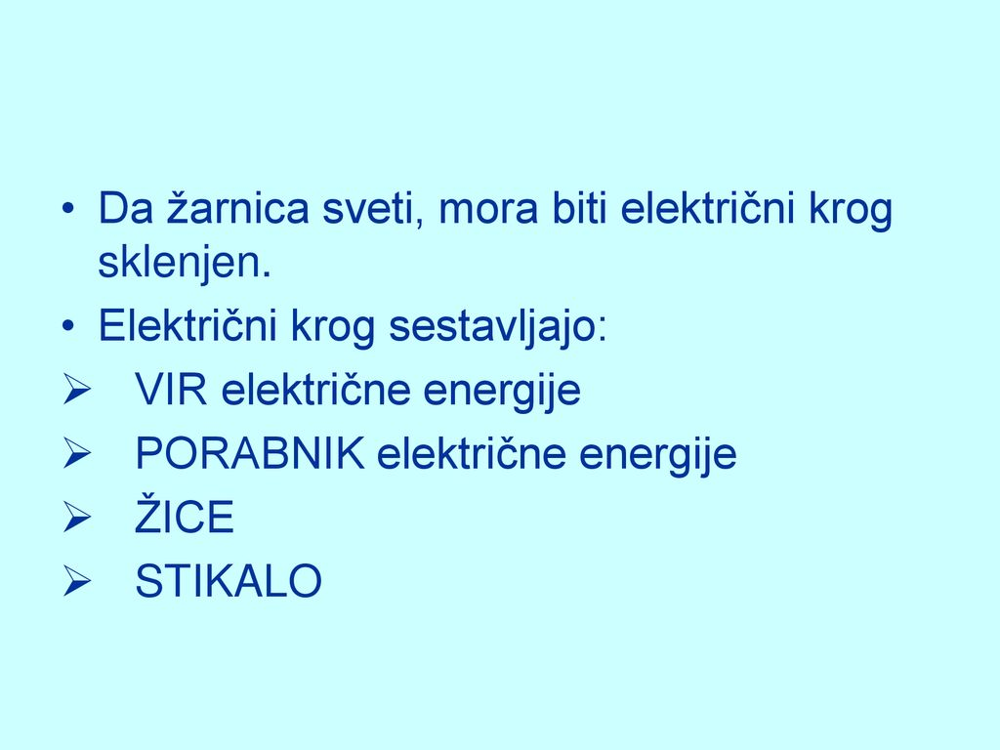 • Da žarnica sveti, mora biti električni krog
sklenjen.
• Električni krog sestavljajo:
➢ VIR električne energije
➢ PORABNIK električne energije
➢ ŽICE
➢ STIKALO